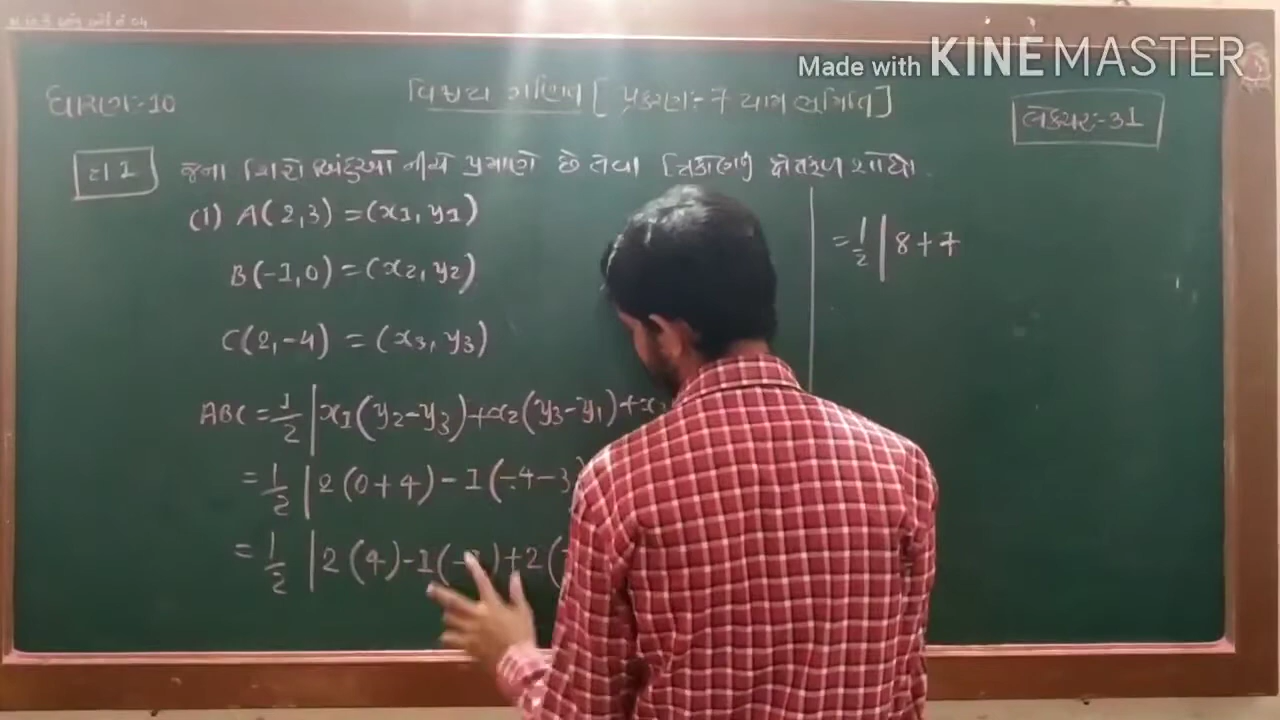 Made with KINEMASTER
ધોરણ:-10
વિષય ગણિત [પ્રકરણ:- 7 યામ ભૂમિતિ]
લેક્ચર:-31
દા 1 જેના શિરોબિંદુઓ નીચે પ્રમાણે છે તેવા ત્રિકોણનું ક્ષેત્રફળ શોધો.
(1) A(2,3) = (x1, y1)
B(-1,0) = (x2, y2)
C(2,-4) = (x3, y3)
ABC = 1/2 | x1(y2-y3)+x2(y3-y1)+x
= 1/2 | 2(0+4)-1(-4-3)
= 1/2 | 2(4)-1(- )+2(
= 1/2 | 8+7